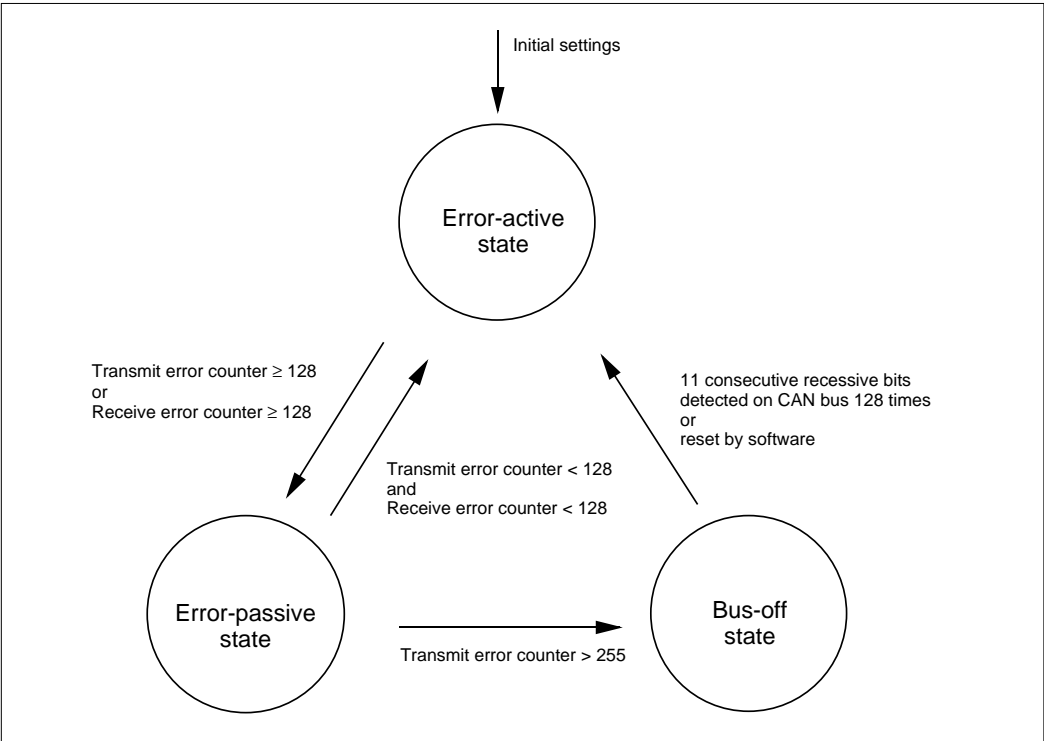 Initial settings
Error-active
state
Transmit error counter ≥ 128
or
Receive error counter ≥ 128
11 consecutive recessive bits
detected on CAN bus 128 times
or
reset by software
Transmit error counter < 128
and
Receive error counter < 128
Error-passive
state
Bus-off
state
Transmit error counter > 255